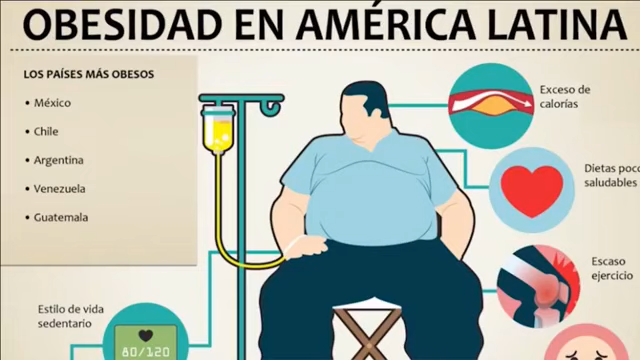 OBESIDAD EN AMÉRICA LATINA
LOS PAÍSES MÁS OBESOS
• México
• Chile
• Argentina
• Venezuela
• Guatemala
Exceso de
calorías
Dietas poco
saludables
Escaso
ejercicio
Estilo de vida
sedentario
80/120